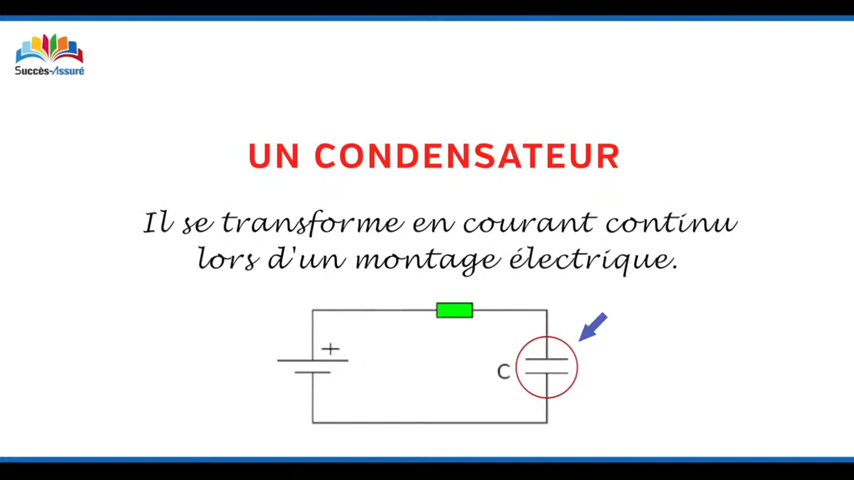 Succès-Assuré
UN CONDENSATEUR
Il se transforme en courant continu
lors d'un montage électrique.
+
C